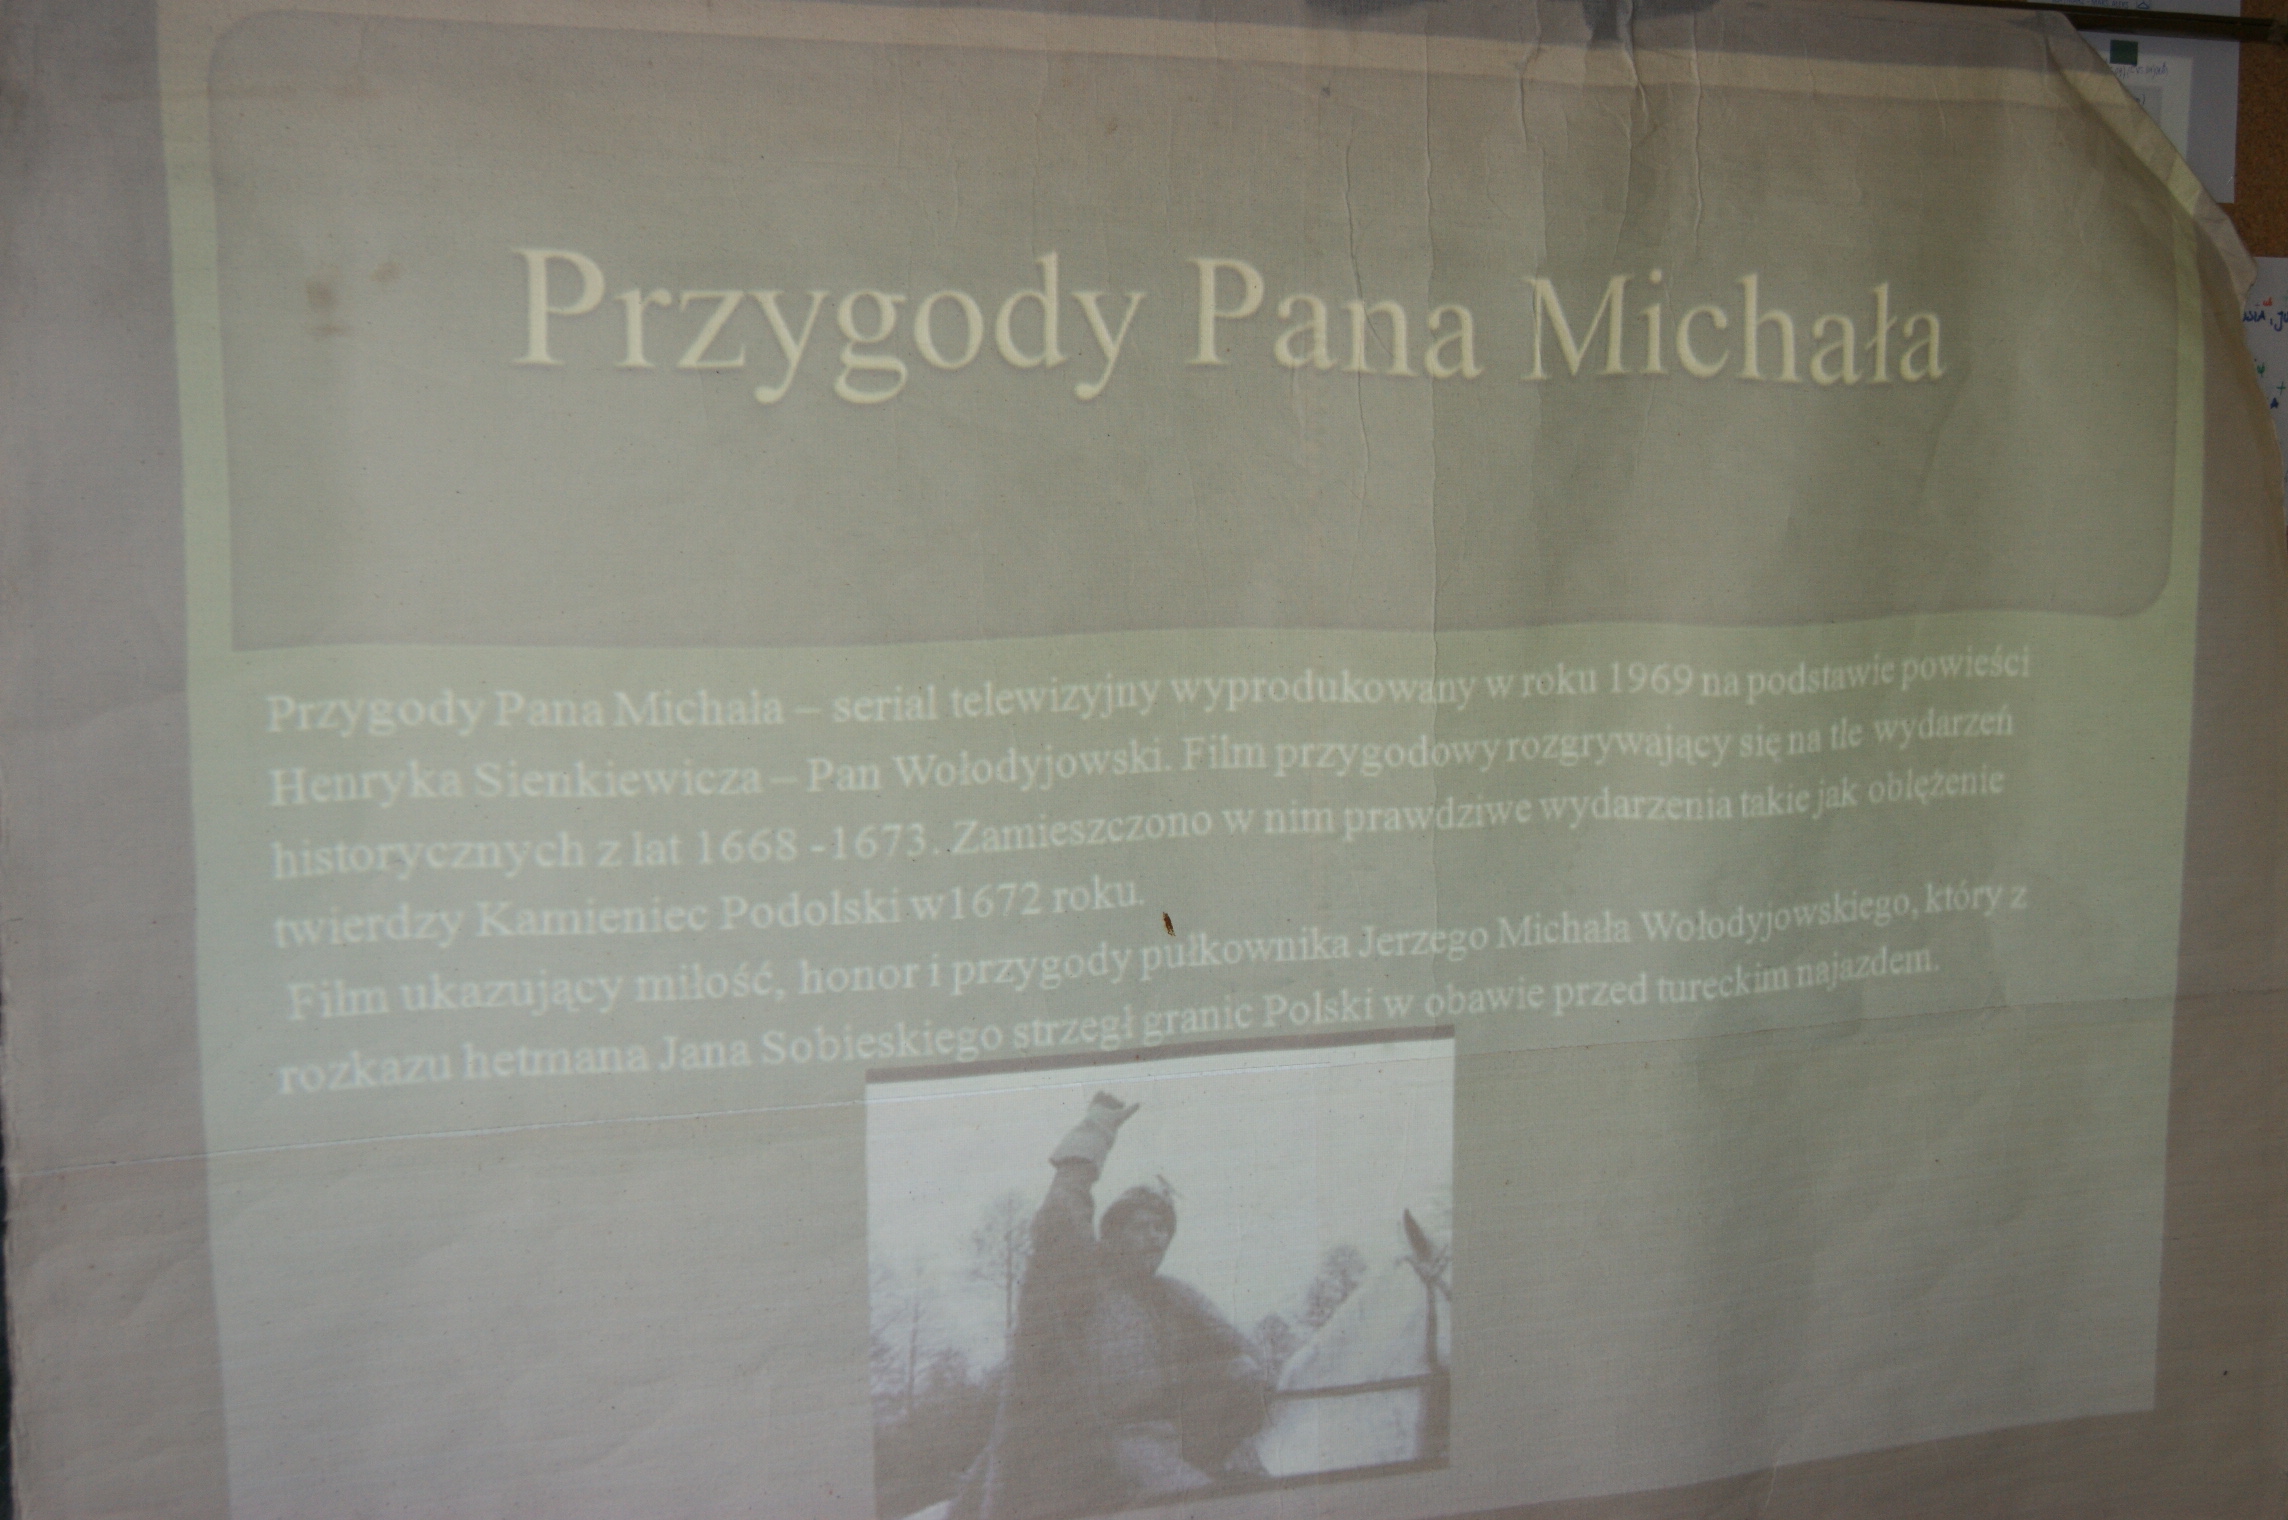 Przygody Pana Michała
Przygody Pana Michała – serial telewizyjny wyprodukowany w roku 1969 na podstawie powieści
Henryka Sienkiewicza – Pan Wołodyjowski. Film przygodowy rozgrywający się na tle wydarzeń
historycznych z lat 1668 -1673. Zamieszczono w nim prawdziwe wydarzenia takie jak oblężenie
twierdzy Kamieniec Podolski w1672 roku.
Film ukazujący miłość, honor i przygody pułkownika Jerzego Michała Wołodyjowskiego, który z
rozkazu hetmana Jana Sobieskiego strzegł granic Polski w obawie przed tureckim najazdem.